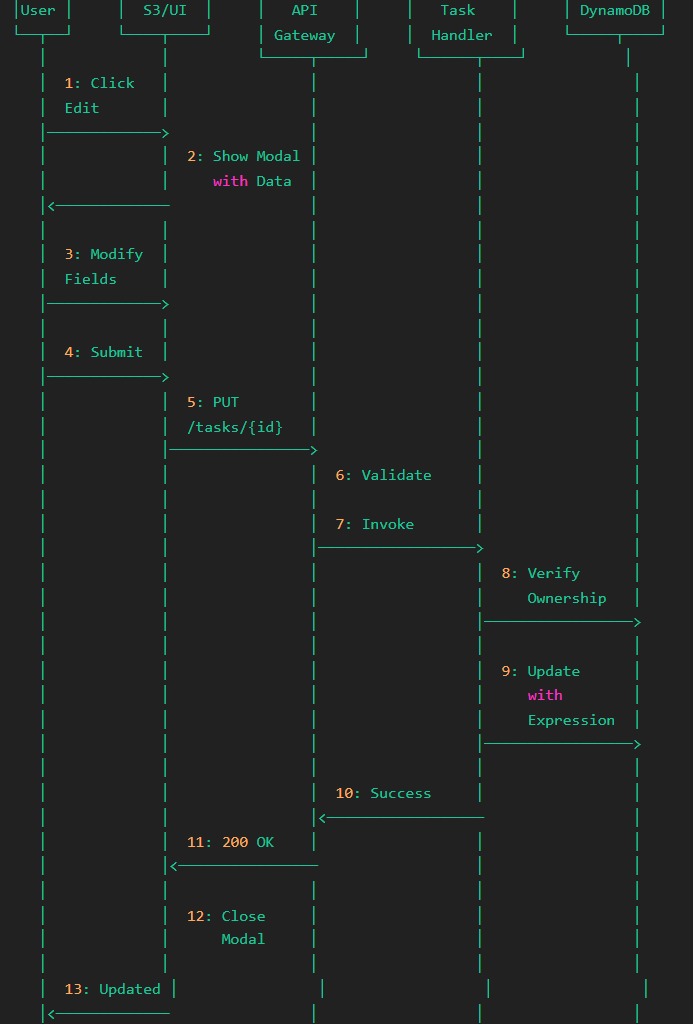 User S3/UI API Task DynamoDB
Gateway Handler
1: Click
Edit
2: Show Modal
with Data
3: Modify
Fields
4: Submit
5: PUT
/tasks/{id}
6: Validate
7: Invoke
8: Verify
Ownership
9: Update
with
Expression
10: Success
11: 200 OK
12: Close
Modal
13: Updated